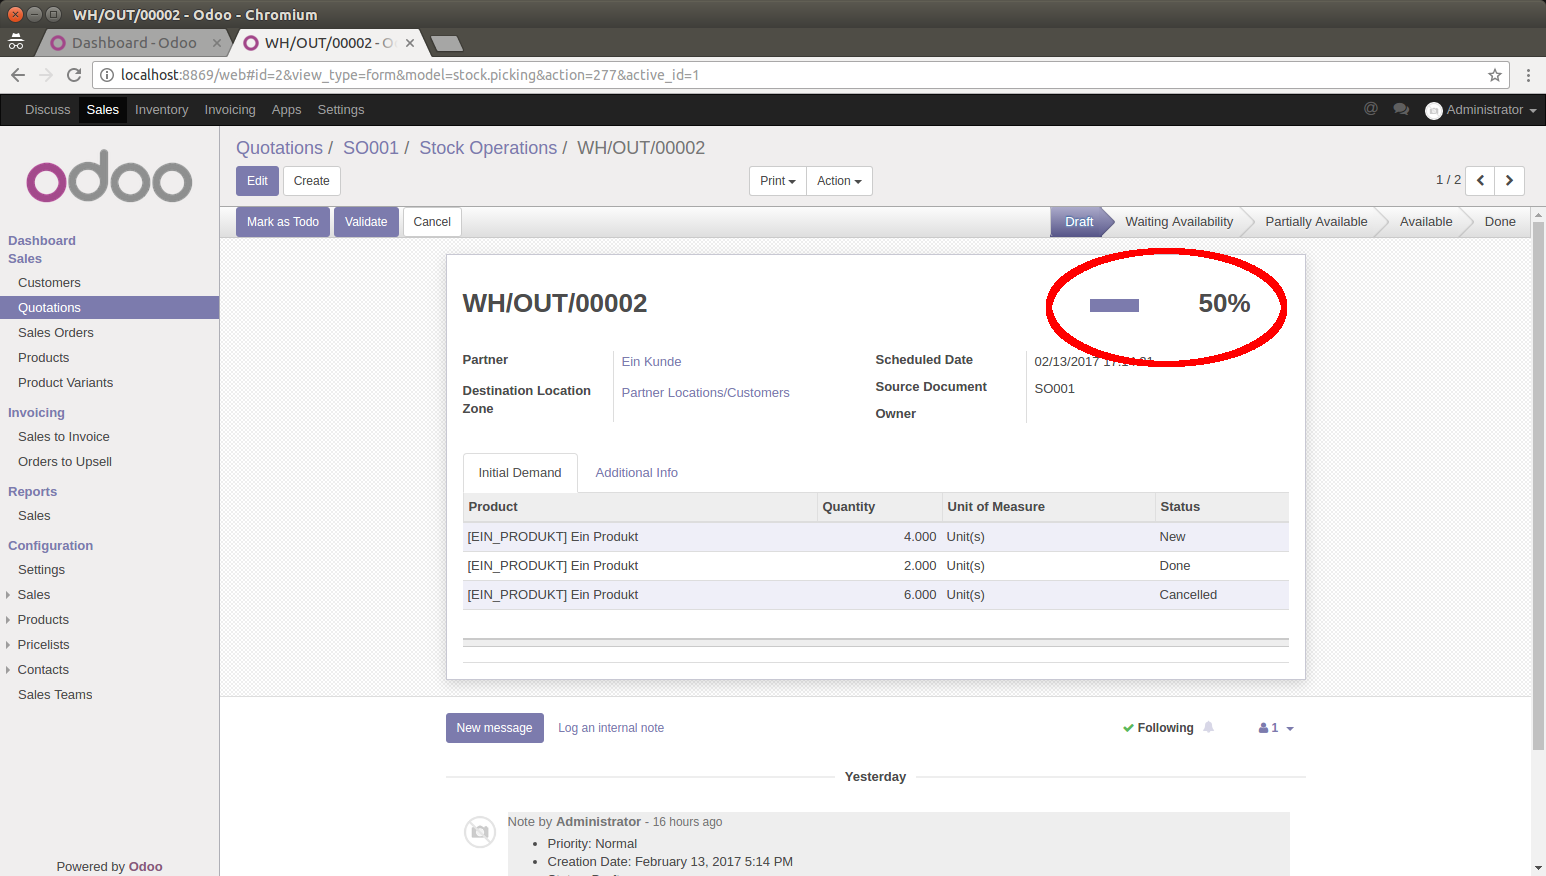 WH/OUT/00002 - Odoo - Chromium
Dashboard - Odoo
WH/OUT/00002 - O
localhost:8869/web#id=2&view_type=form&model=stock.picking&action=277&active_id=1
Discuss Sales Inventory Invoicing Apps Settings @ Administrator
odoo
Quotations / SO001 / Stock Operations / WH/OUT/00002
Edit Create Print Action 1 / 2
Mark as Todo Validate Cancel Draft Waiting Availability Partially Available Available Done
Dashboard
Sales
Customers
Quotations
Sales Orders
Products
Product Variants
Invoicing
Sales to Invoice
Orders to Upsell
Reports
Sales
Configuration
Settings
Sales
Products
Pricelists
Contacts
Sales Teams
Powered by Odoo
WH/OUT/00002 50%
Partner Ein Kunde
Destination Location Zone Partner Locations/Customers
Scheduled Date 02/13/2017
Source Document SO001
Owner
Initial Demand Additional Info
Product Quantity Unit of Measure Status
[EIN_PRODUKT] Ein Produkt 4.000 Unit(s) New
[EIN_PRODUKT] Ein Produkt 2.000 Unit(s) Done
[EIN_PRODUKT] Ein Produkt 6.000 Unit(s) Cancelled
New message Log an internal note Following 1
Yesterday
Note by Administrator - 16 hours ago
Priority: Normal
Creation Date: February 13, 2017 5:14 PM